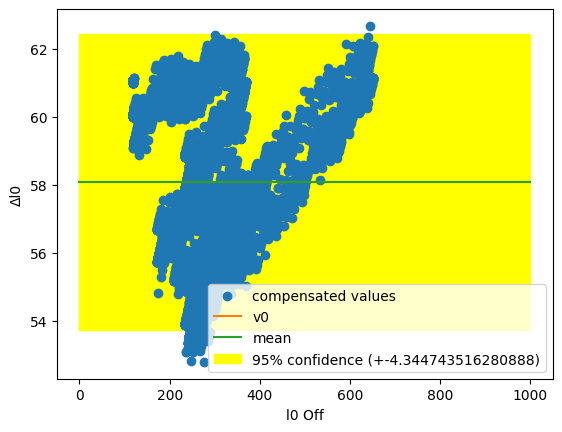 62
60
58
56
54
Δl0
0
200
400
600
800
1000
l0 Off
compensated values
v0
mean
95% confidence (+-4.344743516280888)